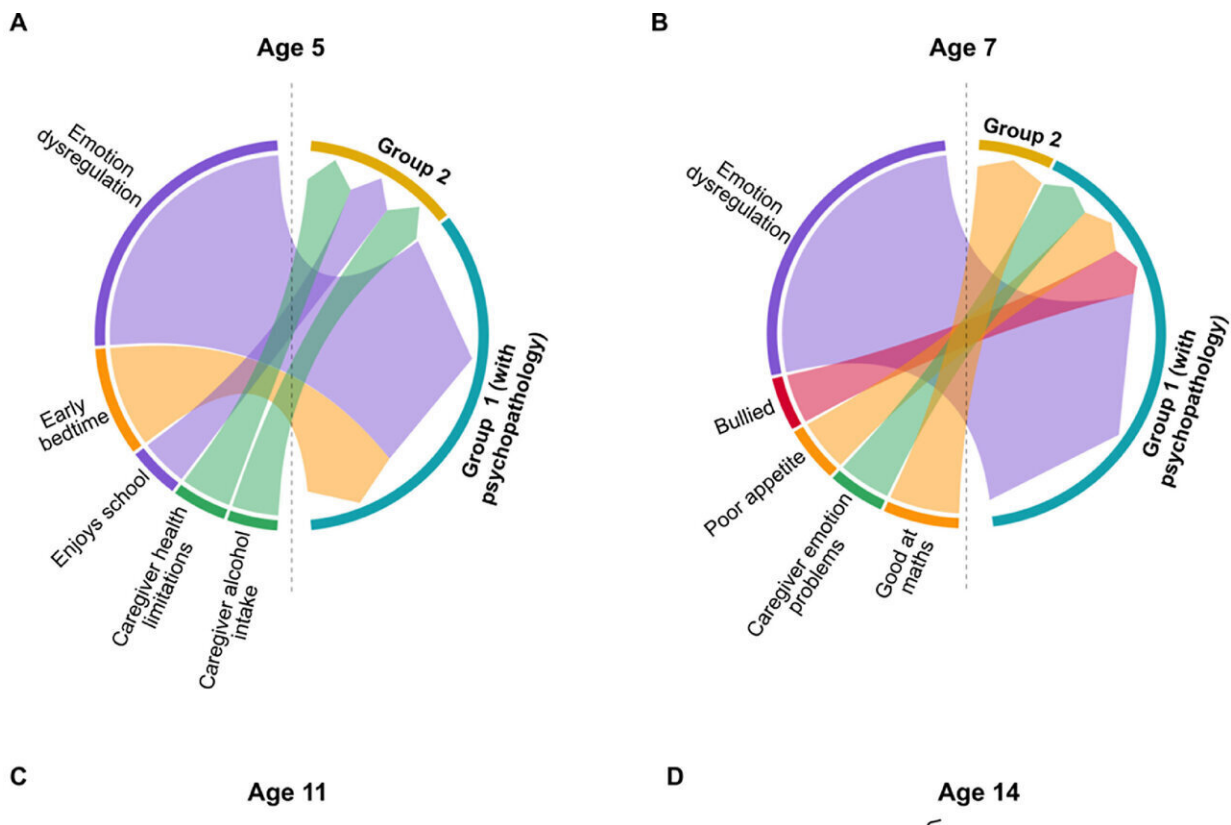 A
Age 5
Emotion
dysregulation
Group 2
Early
bedtime
Enjoys school
Caregiver health
limitations
Caregiver alcohol
intake
Group 1 (with
psychopathology)
B
Age 7
Emotion
dysregulation
Group 2
Bullied
Poor appetite
Caregiver emotion
problems
Good at
maths
Group 1 (with
psychopathology)
C
Age 11
D
Age 14